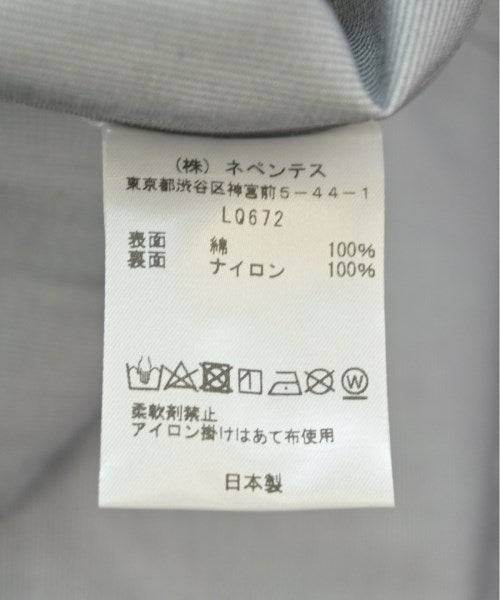 （株）ネペンテス
東京都渋谷区神宮前５－４４－１
LQ672
表面 綿 100%
裏面 ナイロン 100%
W
柔軟剤禁止
アイロン掛けはあて布使用
日本製